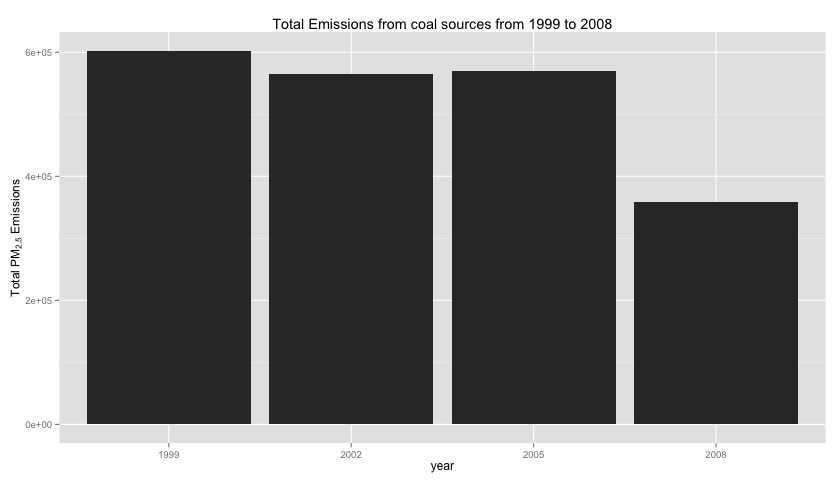 Total Emissions from coal sources from 1999 to 2008
6e+05
4e+05
2e+05
0e+00
Total PM₂.₅ Emissions
1999 2002 2005 2008
year